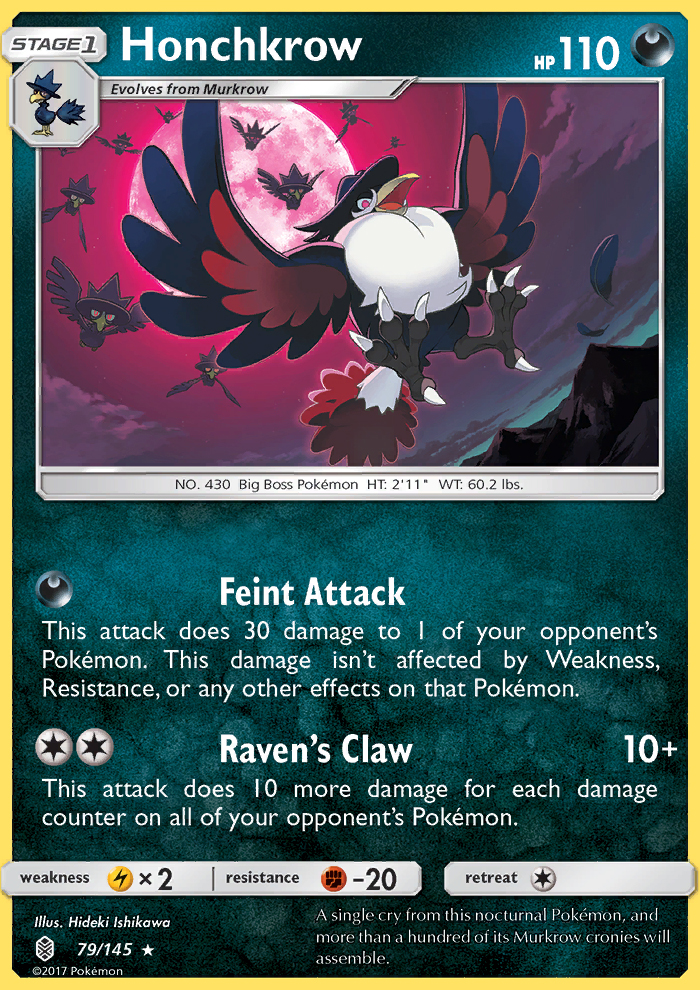 STAGE 1
Honchkrow
HP 110
Evolves from Murkrow
NO. 430 Big Boss Pokémon HT: 2'11" WT: 60.2 lbs.
Feint Attack
This attack does 30 damage to 1 of your opponent's
Pokémon. This damage isn't affected by Weakness,
Resistance, or any other effects on that Pokémon.
Raven's Claw 10+
This attack does 10 more damage for each damage
counter on all of your opponent's Pokémon.
weakness ×2 resistance -20 retreat
Illus. Hideki Ishikawa
79/145 ★
©2017 Pokémon
A single cry from this nocturnal Pokémon, and
more than a hundred of its Murkrow cronies will
assemble.